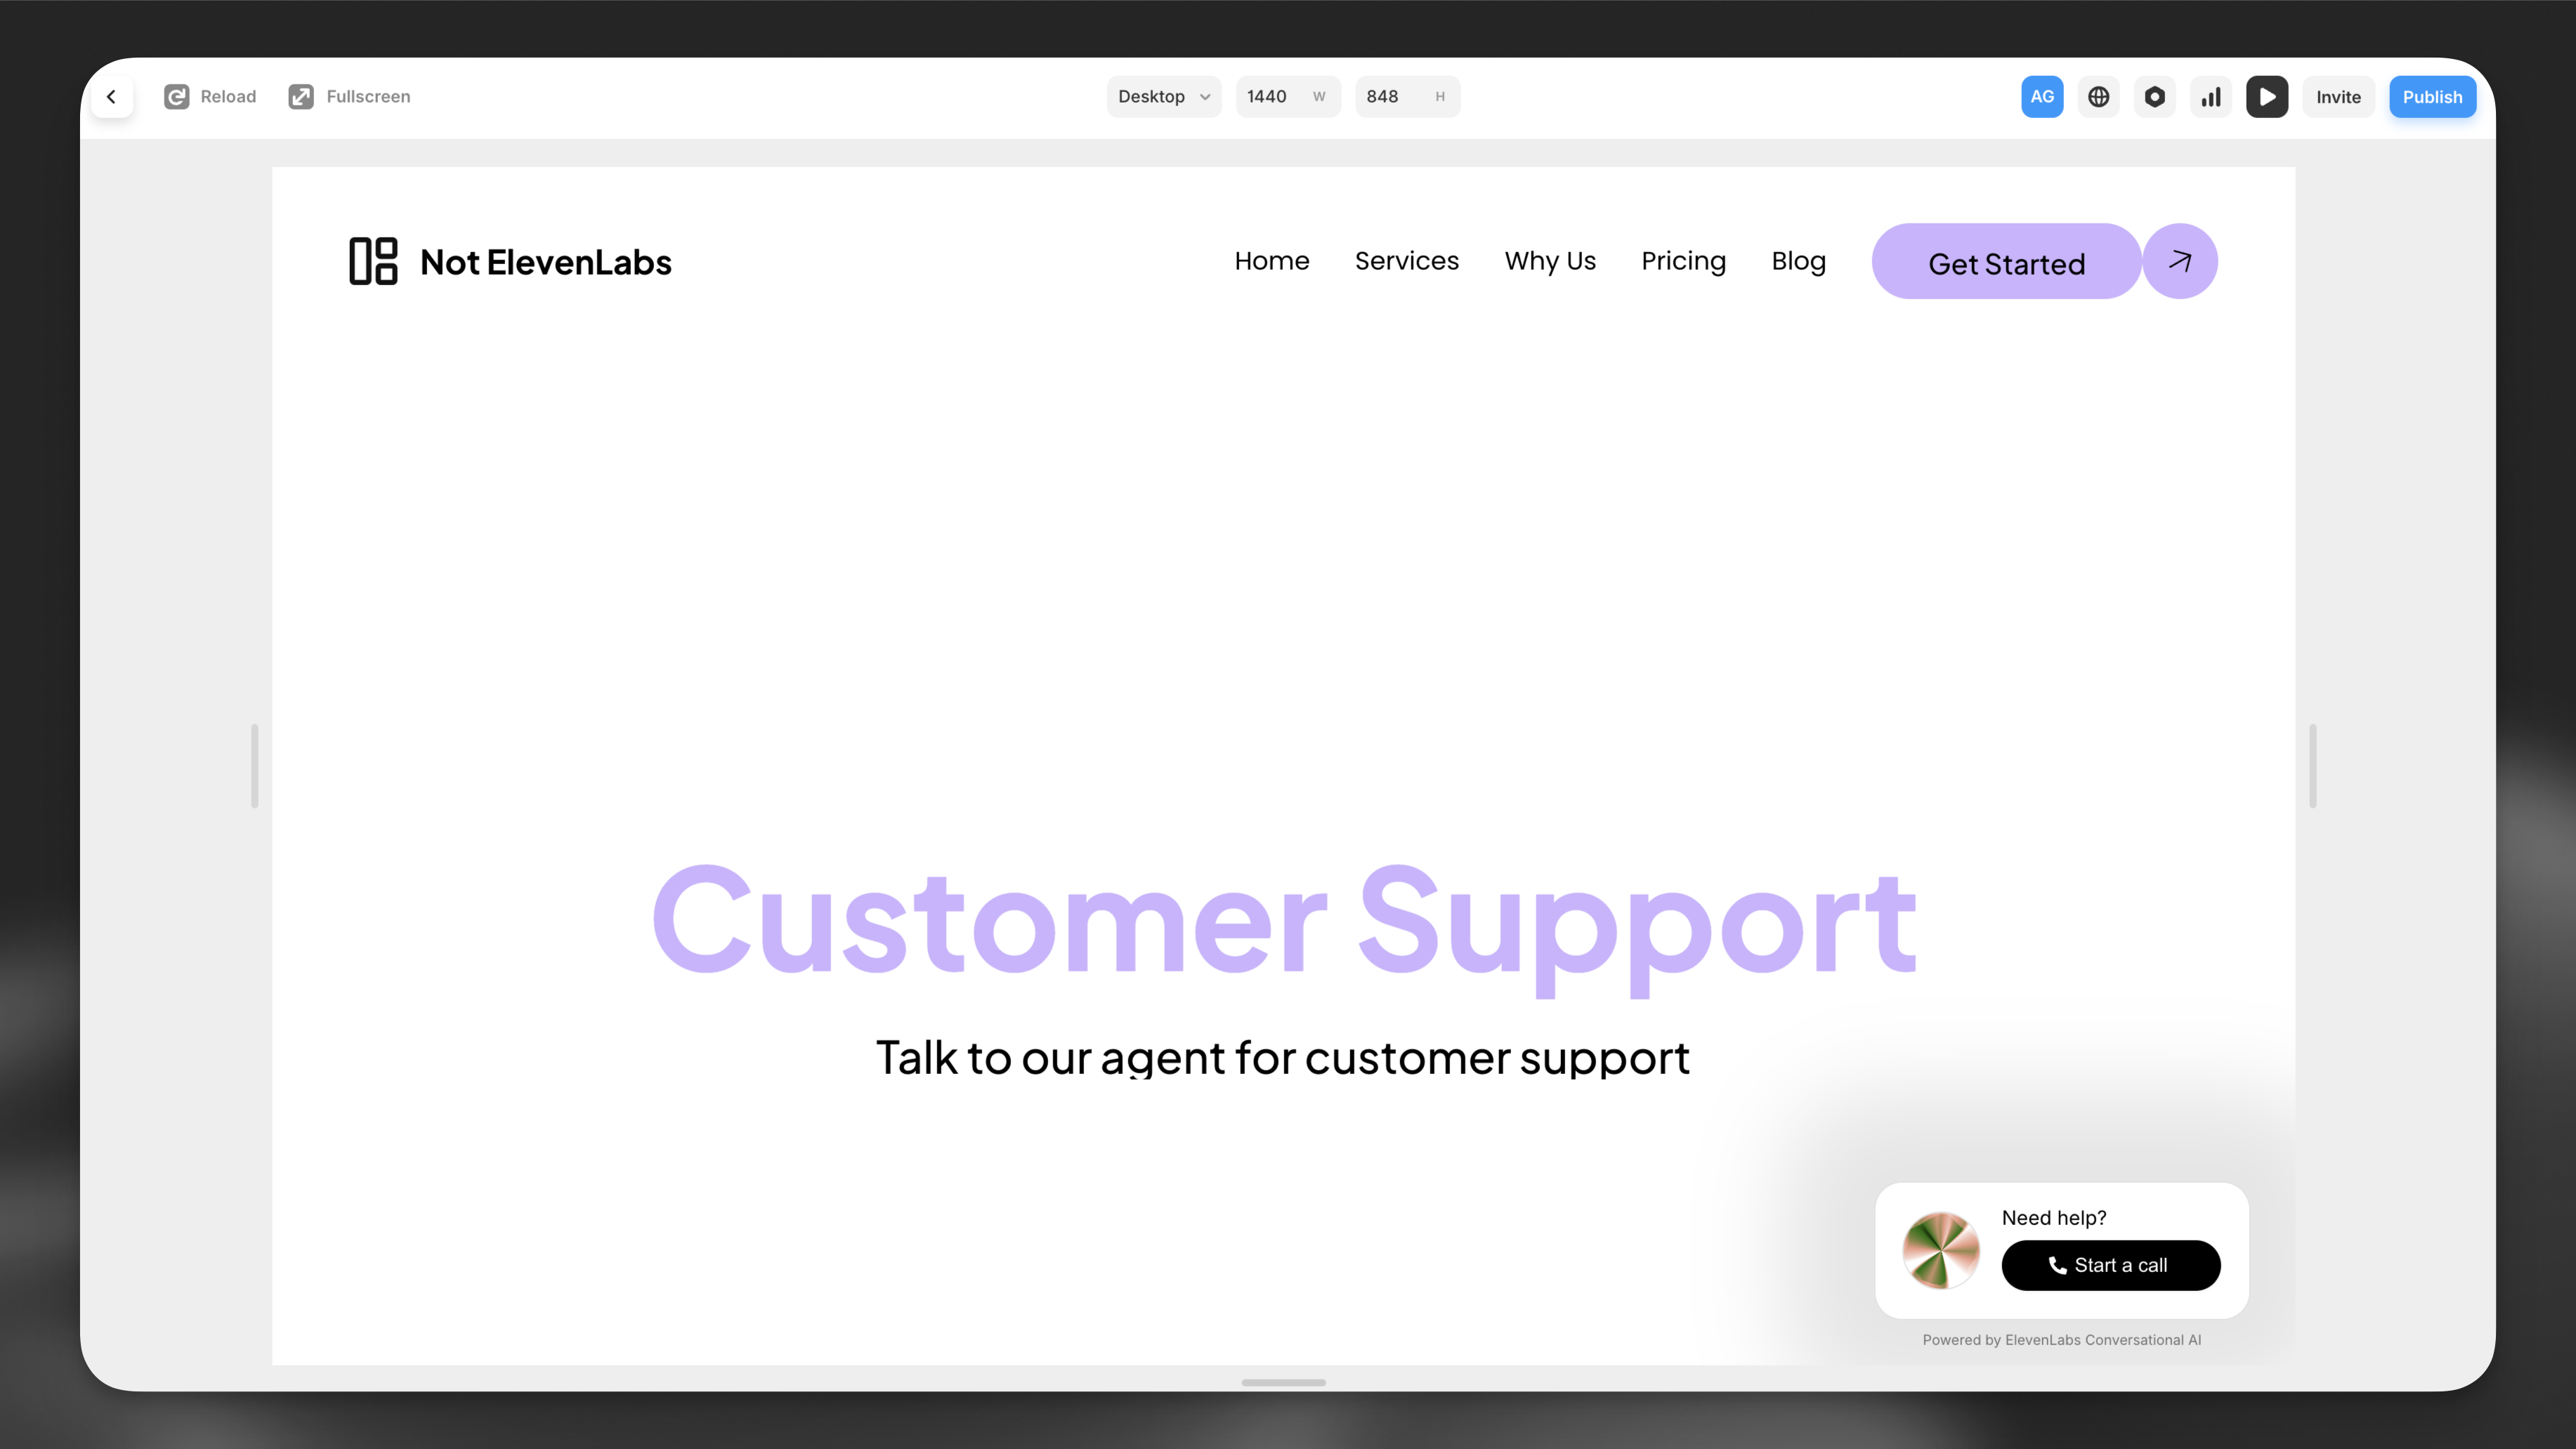 Reload Fullscreen Desktop 1440 W 848 H AG Invite Publish
Not ElevenLabs Home Services Why Us Pricing Blog Get Started
Customer Support
Talk to our agent for customer support
Need help?
Start a call
Powered by ElevenLabs Conversational AI